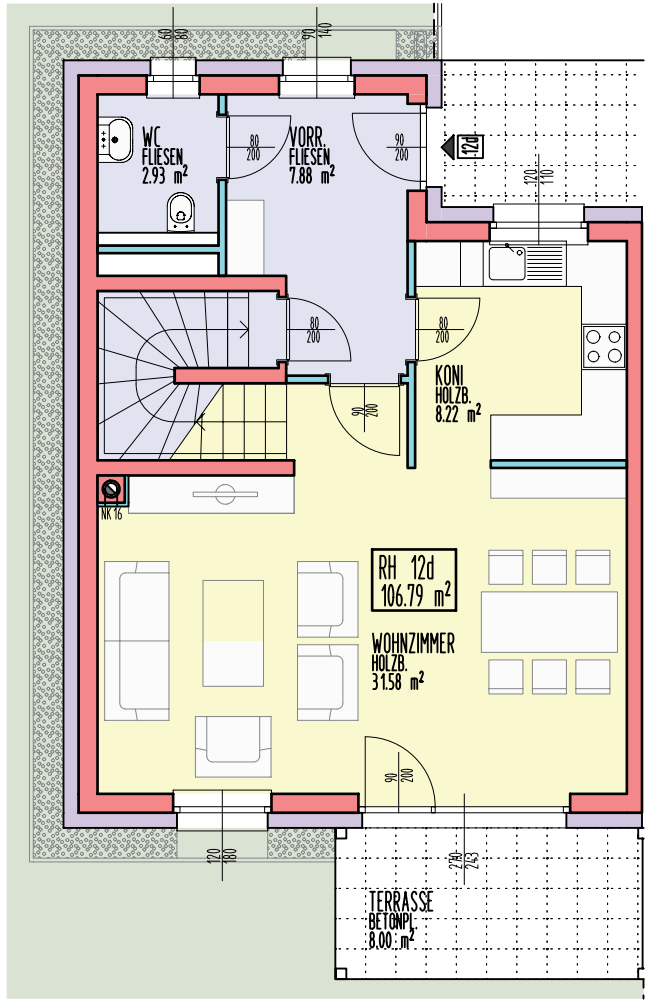 60
80
90
140
WC
FLIESEN
2.93 m²
80
200
VORR.
FLIESEN
7.88 m²
90
200
12d
120
110
80
200
80
200
KONI
HOLZB.
8.22 m²
90
200
NK 16
RH 12d
106.79 m²
WOHNZIMMER
HOLZB.
31.58 m²
90
200
120
180
270
243
TERRASSE
BETONPL.
8.00 m²